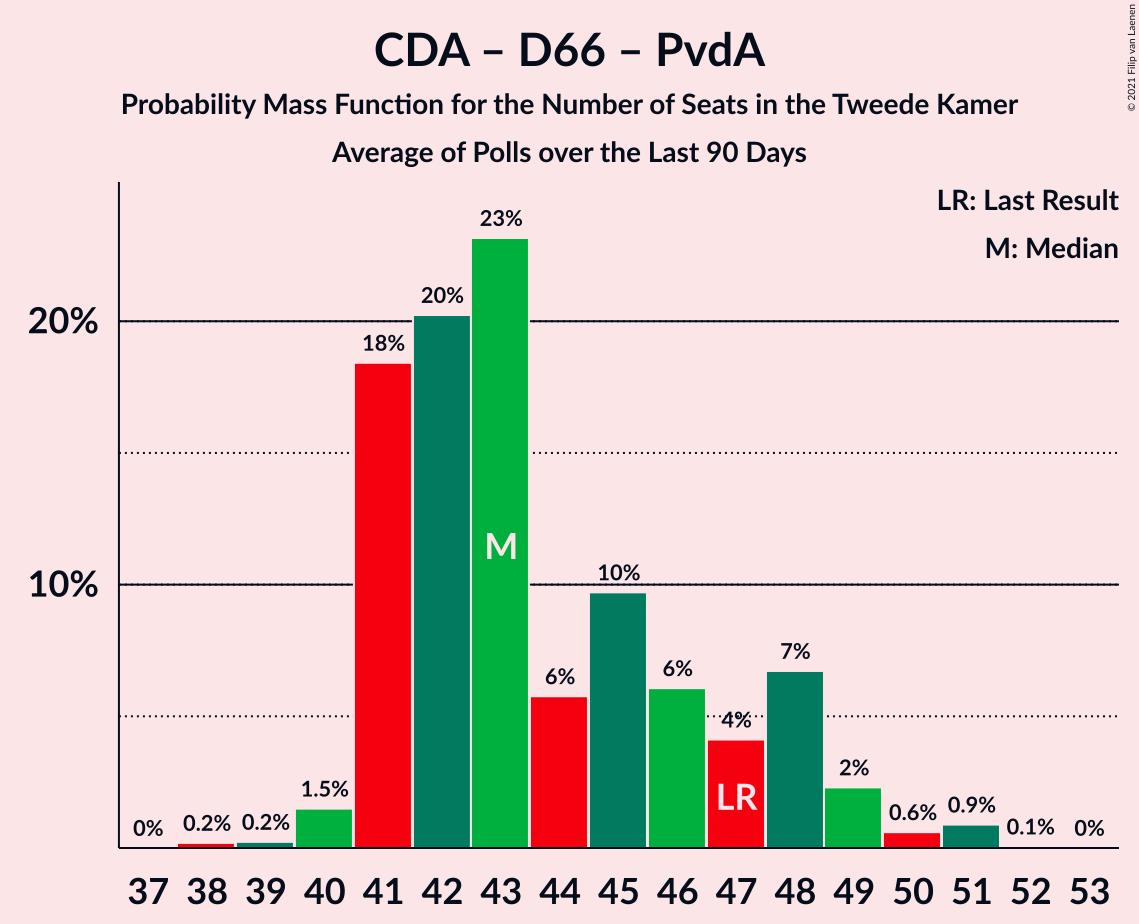 CDA – D66 – PvdA
Probability Mass Function for the Number of Seats in the Tweede Kamer
Average of Polls over the Last 90 Days
© 2021 Filip van Laenen
LR: Last Result
M: Median
20%
10%
0%
0.2%
0.2%
1.5%
18%
20%
23%
6%
10%
6%
4%
7%
2%
0.6%
0.9%
0.1%
0%
M
LR
37 38 39 40 41 42 43 44 45 46 47 48 49 50 51 52 53